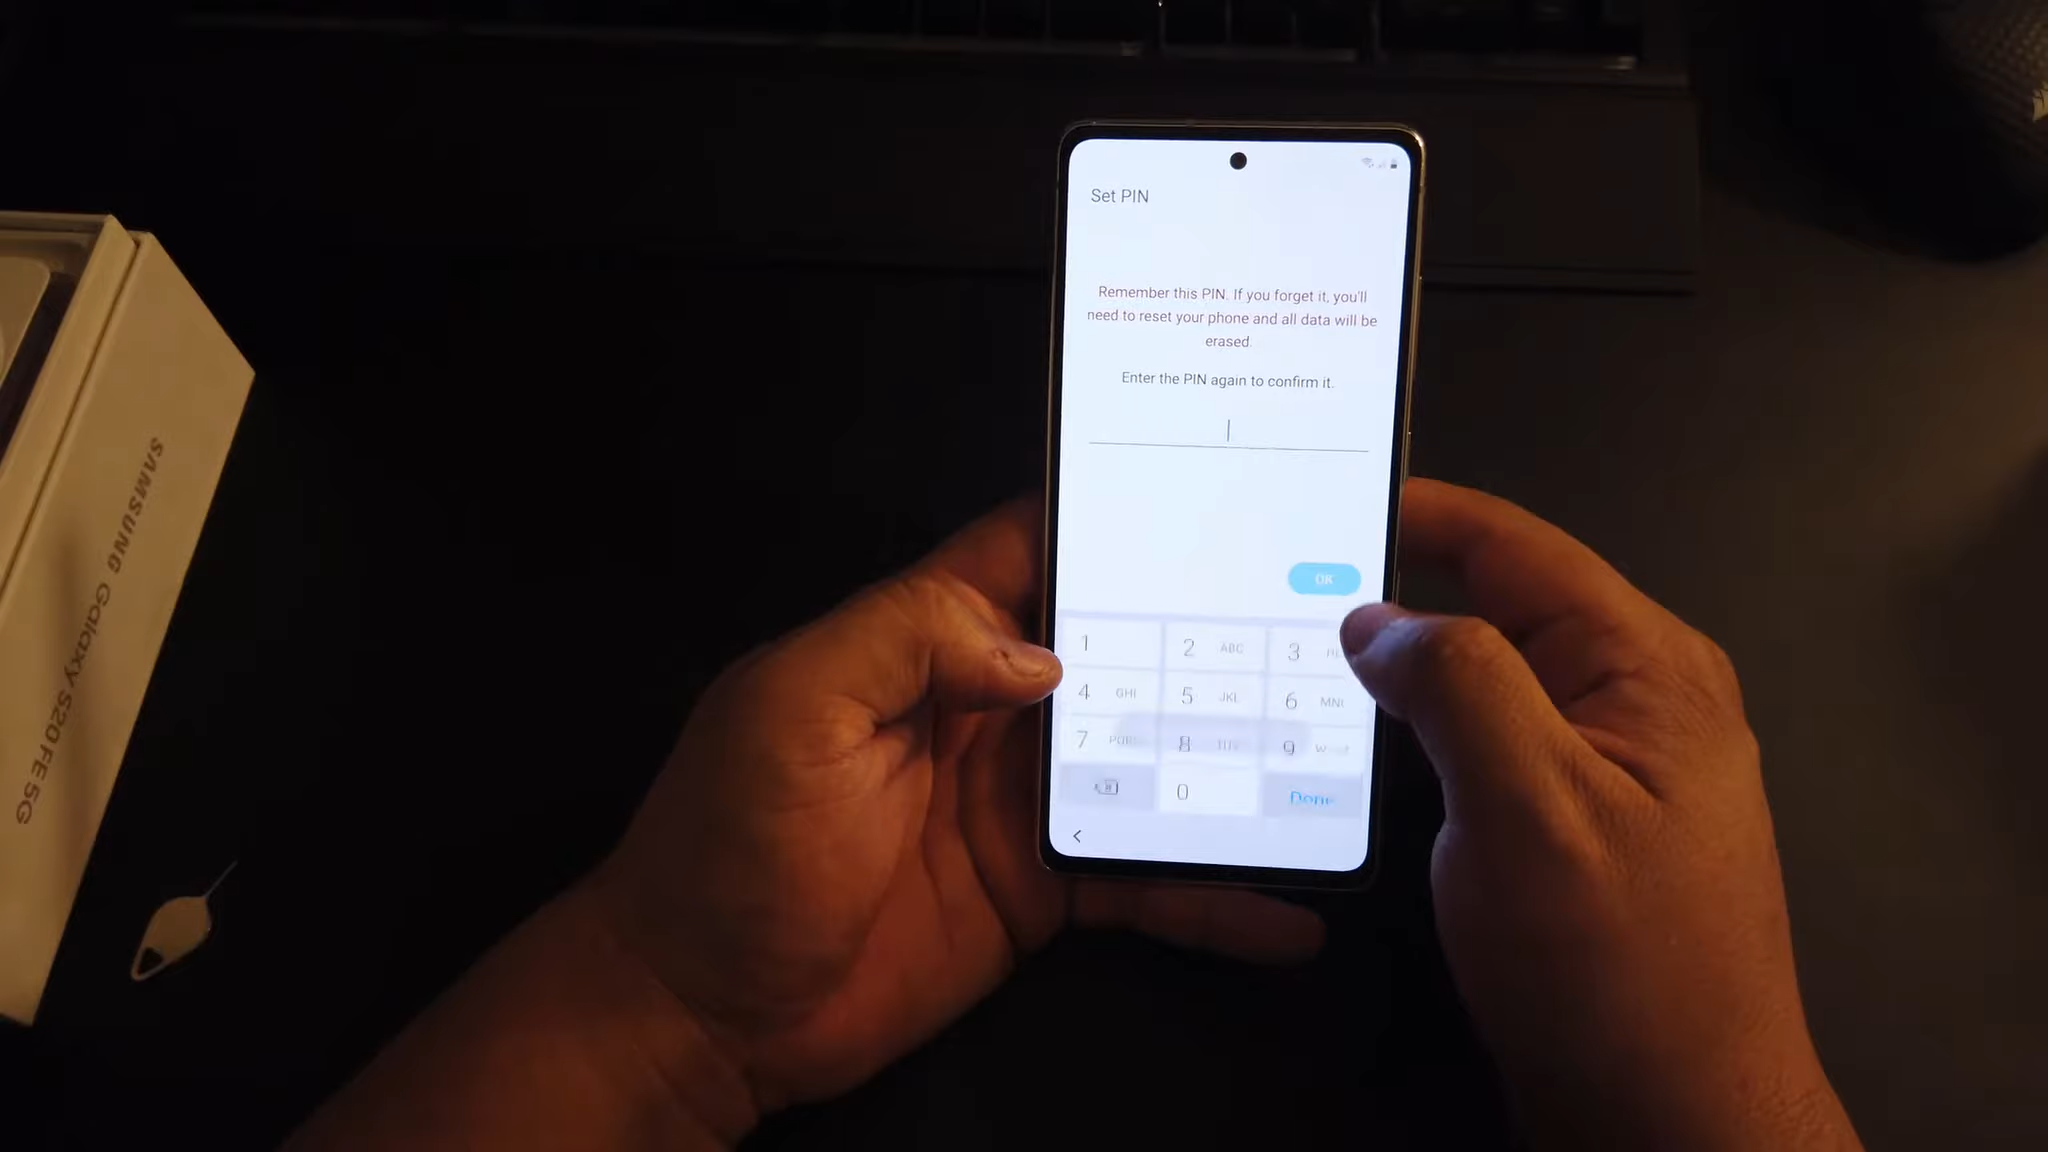 Set PIN
Remember this PIN. If you forget it, you'll
need to reset your phone and all data will be
erased.
Enter the PIN again to confirm it.
OK
1
2 ABC
3
4 GHI
5 JKL
6
7
8 TUV
9
0
Done
SAMSUNG Galaxy S20 FE 5G